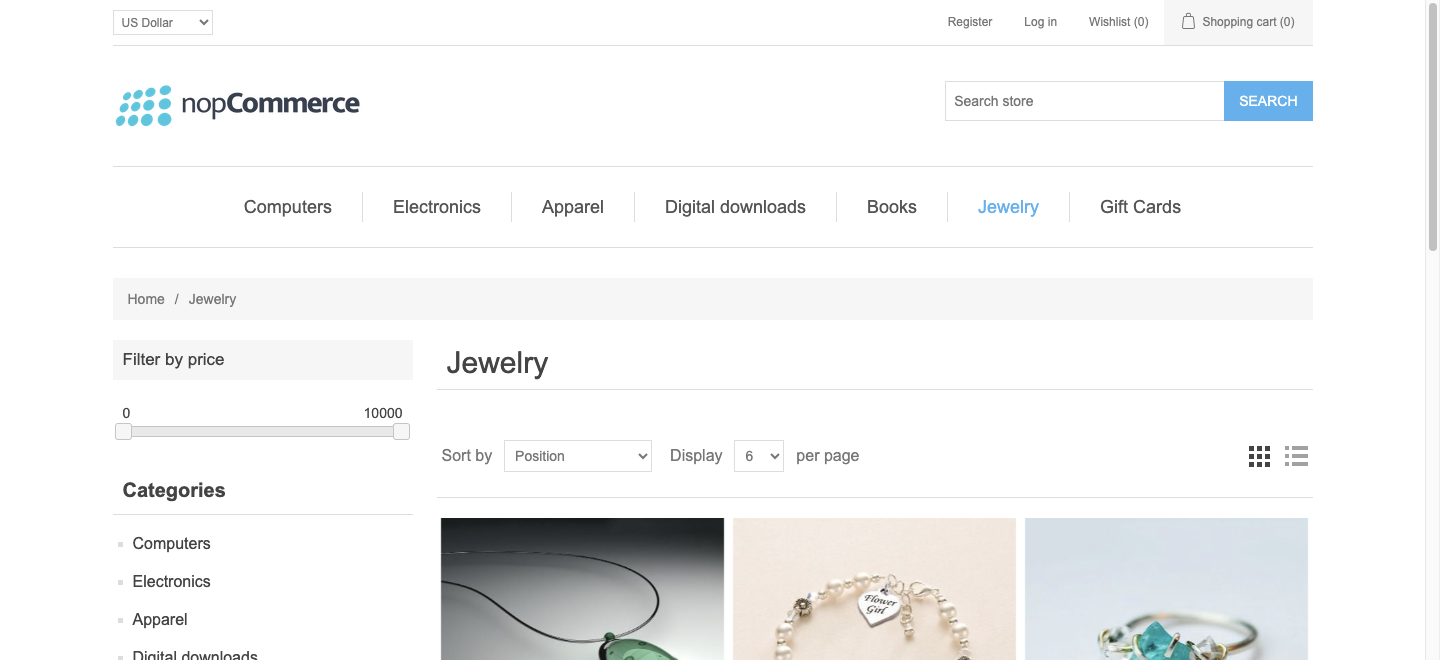 US Dollar
Register
Log in
Wishlist (0)
Shopping cart (0)
nopCommerce
Search store
SEARCH
Computers
Electronics
Apparel
Digital downloads
Books
Jewelry
Gift Cards
Home / Jewelry
Filter by price
0
10000
Categories
Computers
Electronics
Apparel
Digital downloads
Jewelry
Sort by
Position
Display
6
per page
Flower
Girl